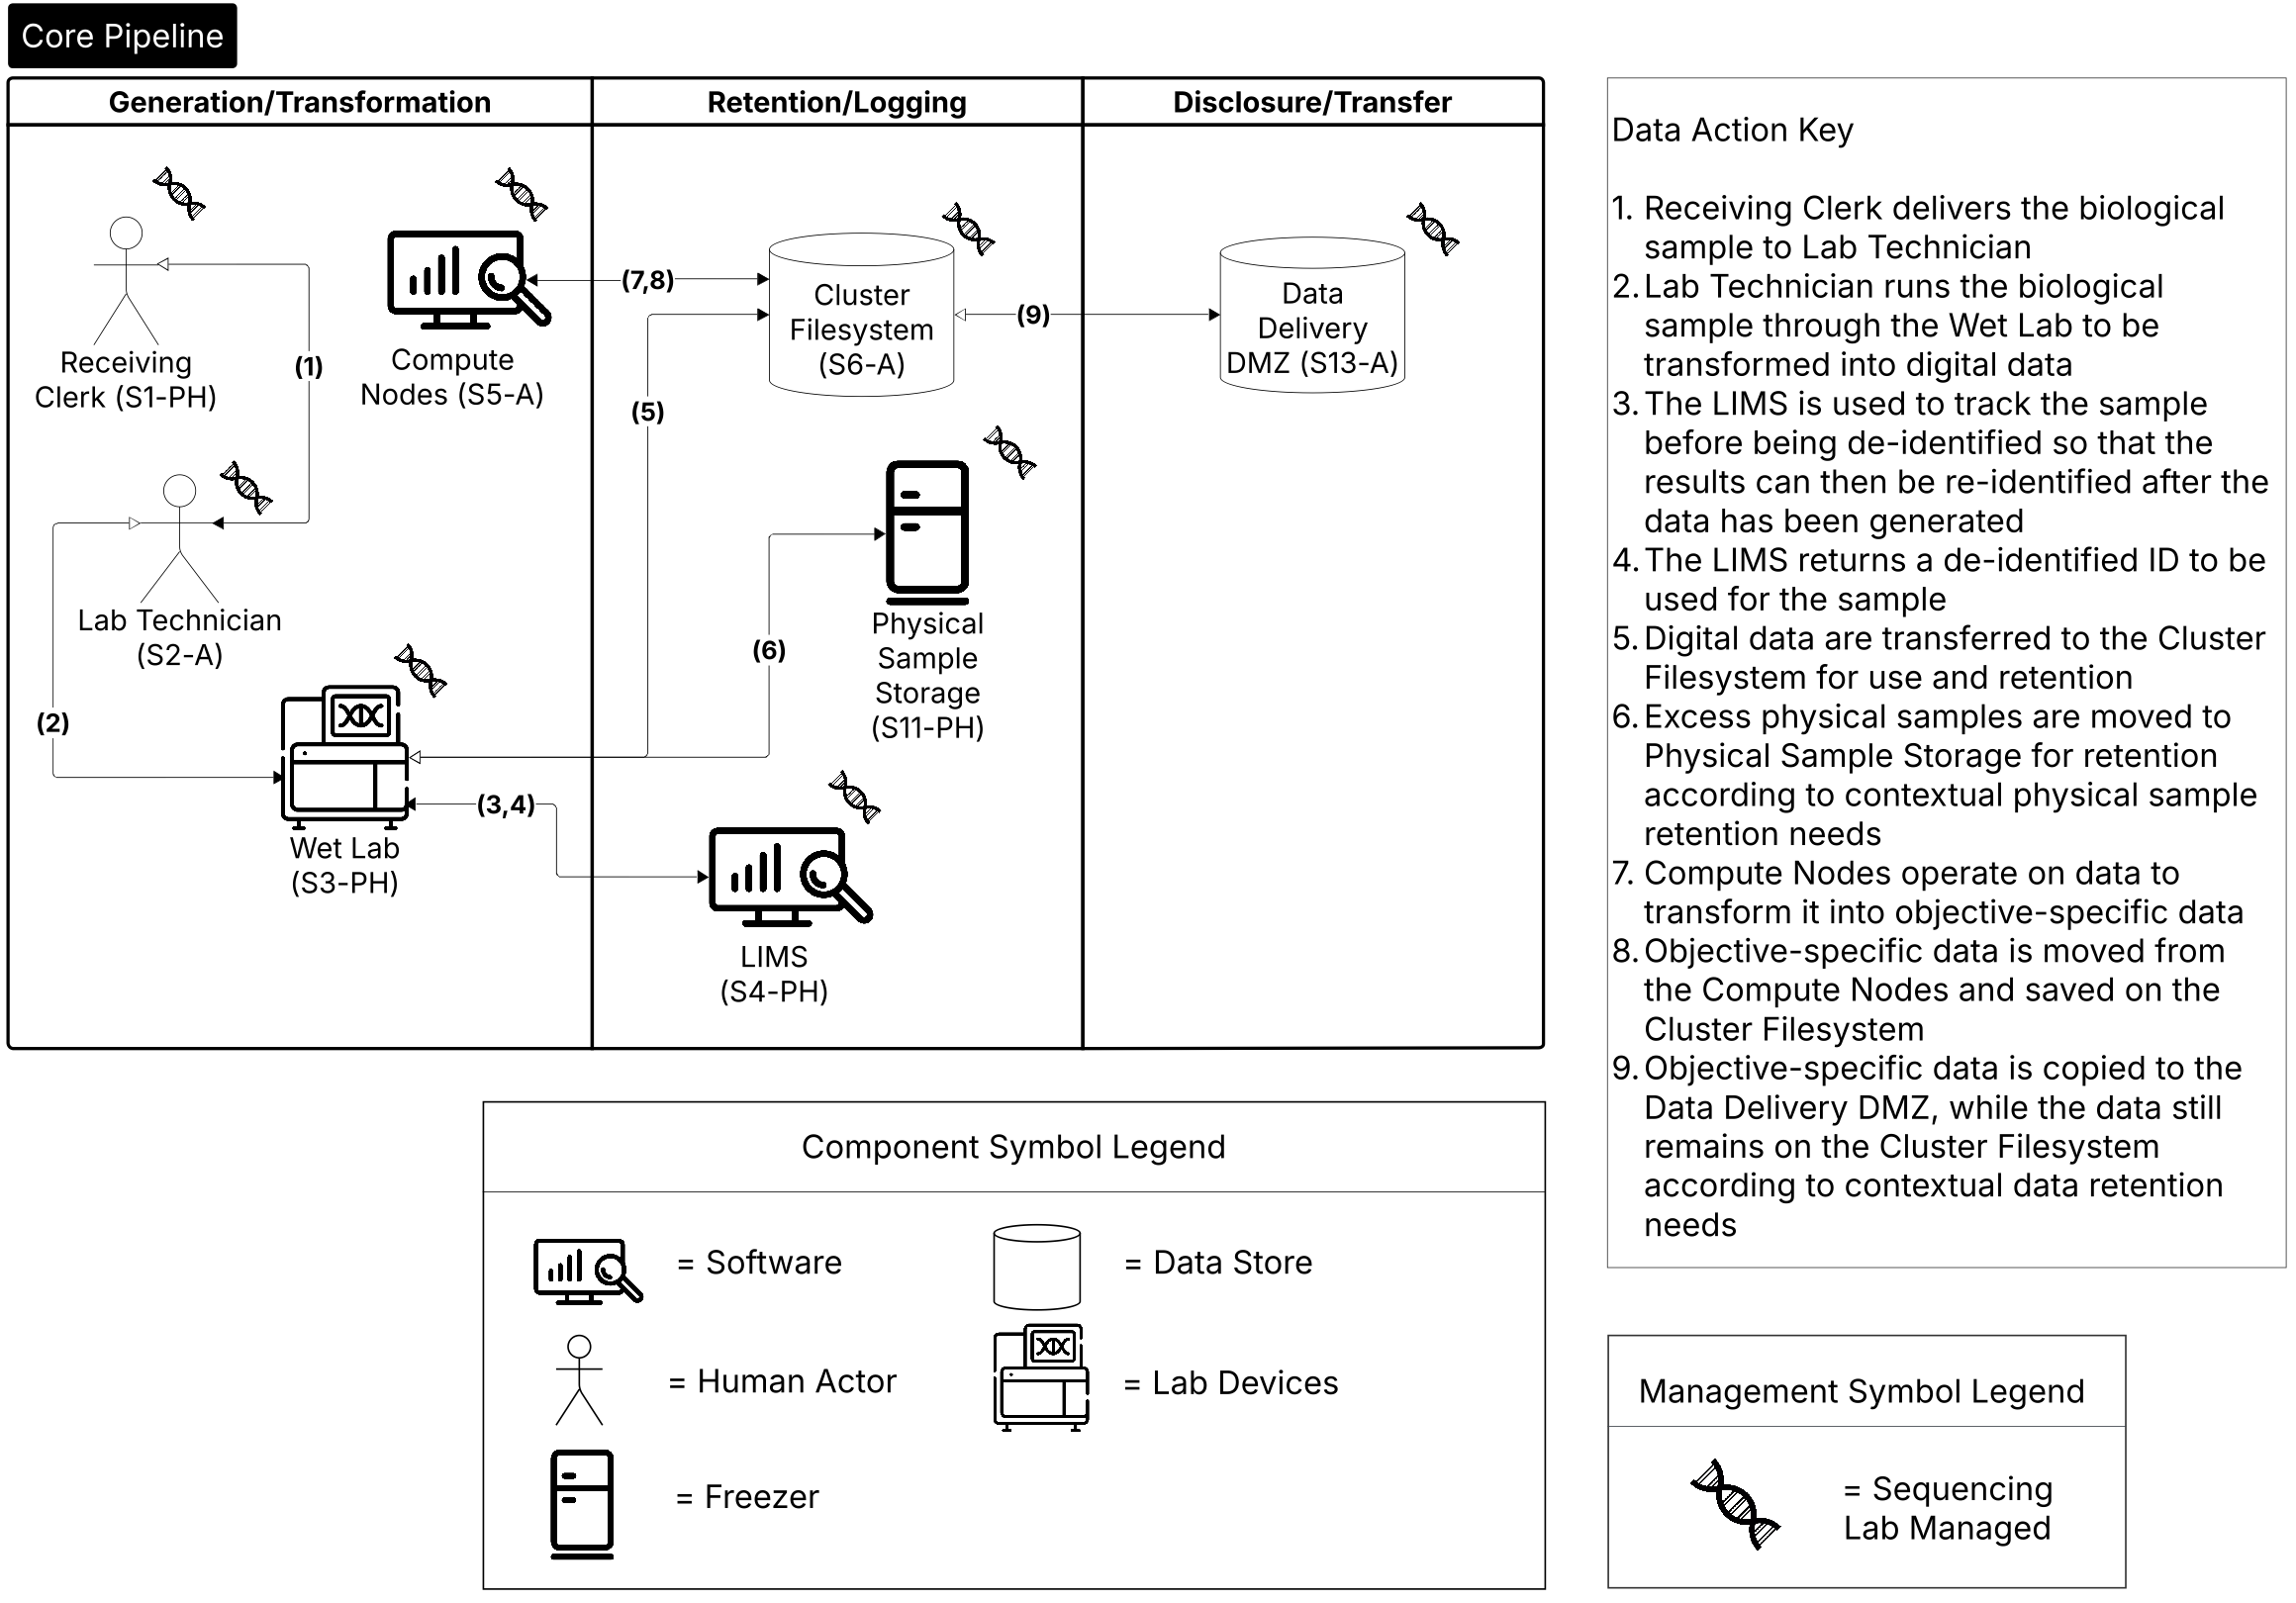 Core Pipeline
Generation/Transformation
Retention/Logging
Disclosure/Transfer
Receiving
Clerk (S1-PH)
(1)
Compute
Nodes (S5-A)
(7,8)
Cluster
Filesystem
(S6-A)
(9)
Data
Delivery
DMZ (S13-A)
(5)
Lab Technician
(S2-A)
(2)
Physical
Sample
Storage
(S11-PH)
(6)
Wet Lab
(S3-PH)
(3,4)
LIMS
(S4-PH)
Data Action Key
1. Receiving Clerk delivers the biological
sample to Lab Technician
2. Lab Technician runs the biological
sample through the Wet Lab to be
transformed into digital data
3. The LIMS is used to track the sample
before being de-identified so that the
results can then be re-identified after the
data has been generated
4. The LIMS returns a de-identified ID to be
used for the sample
5. Digital data are transferred to the Cluster
Filesystem for use and retention
6. Excess physical samples are moved to
Physical Sample Storage for retention
according to contextual physical sample
retention needs
7. Compute Nodes operate on data to
transform it into objective-specific data
8. Objective-specific data is moved from
the Compute Nodes and saved on the
Cluster Filesystem
9. Objective-specific data is copied to the
Data Delivery DMZ, while the data still
remains on the Cluster Filesystem
according to contextual data retention
needs
Component Symbol Legend
= Software
= Data Store
= Human Actor
= Lab Devices
= Freezer
Management Symbol Legend
= Sequencing
Lab Managed